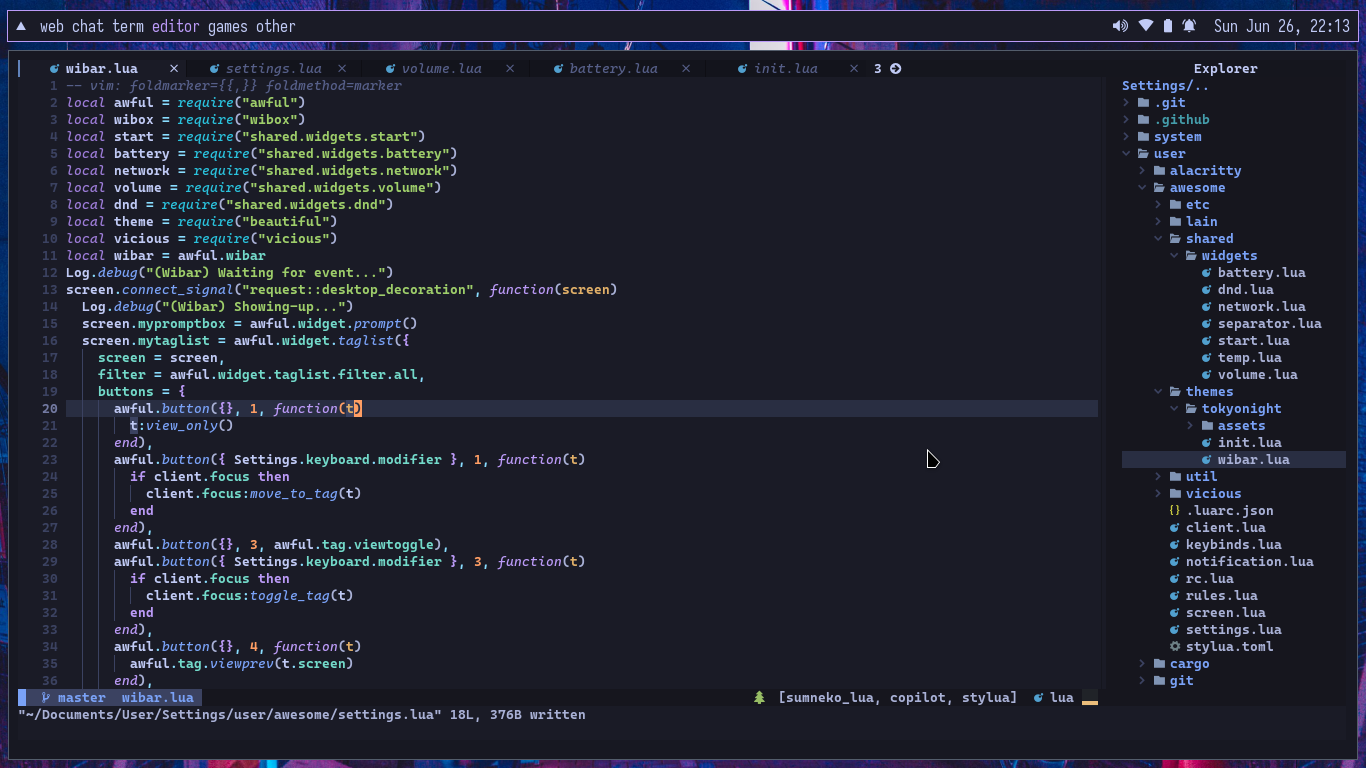 web chat term editor games other
Sun Jun 26, 22:13
wibar.lua × settings.lua × volume.lua × battery.lua × init.lua × 3
1 -- vim: foldmarker={{,}} foldmethod=marker
2 local awful = require("awful")
3 local wibox = require("wibox")
4 local start = require("shared.widgets.start")
5 local battery = require("shared.widgets.battery")
6 local network = require("shared.widgets.network")
7 local volume = require("shared.widgets.volume")
8 local dnd = require("shared.widgets.dnd")
9 local theme = require("beautiful")
10 local vicious = require("vicious")
11 local wibar = awful.wibar
12 Log.debug("(Wibar) Waiting for event...")
13 screen.connect_signal("request::desktop_decoration", function(screen)
14   Log.debug("(Wibar) Showing-up...")
15   screen.mypromptbox = awful.widget.prompt()
16   screen.mytaglist = awful.widget.taglist({
17     screen = screen,
18     filter = awful.widget.taglist.filter.all,
19     buttons = {
20       awful.button({}, 1, function(t)
21         t:view_only()
22       end),
23       awful.button({ Settings.keyboard.modifier }, 1, function(t)
24         if client.focus then
25           client.focus:move_to_tag(t)
26         end
27       end),
28       awful.button({}, 3, awful.tag.viewtoggle),
29       awful.button({ Settings.keyboard.modifier }, 3, function(t)
30         if client.focus then
31           client.focus:toggle_tag(t)
32         end
33       end),
34       awful.button({}, 4, function(t)
35         awful.tag.viewprev(t.screen)
36       end),
master wibar.lua
[sumneko_lua, copilot, stylua] lua
"~/Documents/User/Settings/user/awesome/settings.lua" 18L, 376B written
Explorer
Settings/..
.git
.github
system
user
alacritty
awesome
etc
lain
shared
widgets
battery.lua
dnd.lua
network.lua
separator.lua
start.lua
temp.lua
volume.lua
themes
tokyonight
assets
init.lua
wibar.lua
util
vicious
{} .luarc.json
client.lua
keybinds.lua
notification.lua
rc.lua
rules.lua
screen.lua
settings.lua
stylua.toml
cargo
git